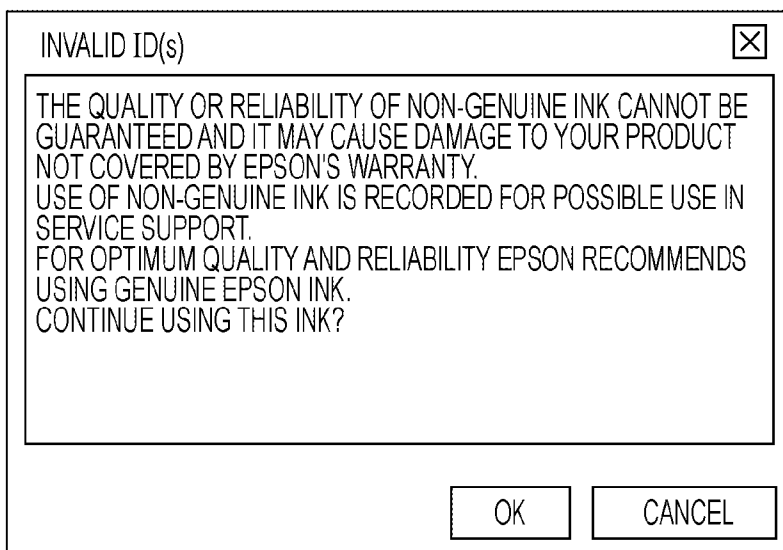 INVALID ID(s)
THE QUALITY OR RELIABILITY OF NON-GENUINE INK CANNOT BE
GUARANTEED AND IT MAY CAUSE DAMAGE TO YOUR PRODUCT
NOT COVERED BY EPSON'S WARRANTY.
USE OF NON-GENUINE INK IS RECORDED FOR POSSIBLE USE IN
SERVICE SUPPORT.
FOR OPTIMUM QUALITY AND RELIABILITY EPSON RECOMMENDS
USING GENUINE EPSON INK.
CONTINUE USING THIS INK?
OK CANCEL